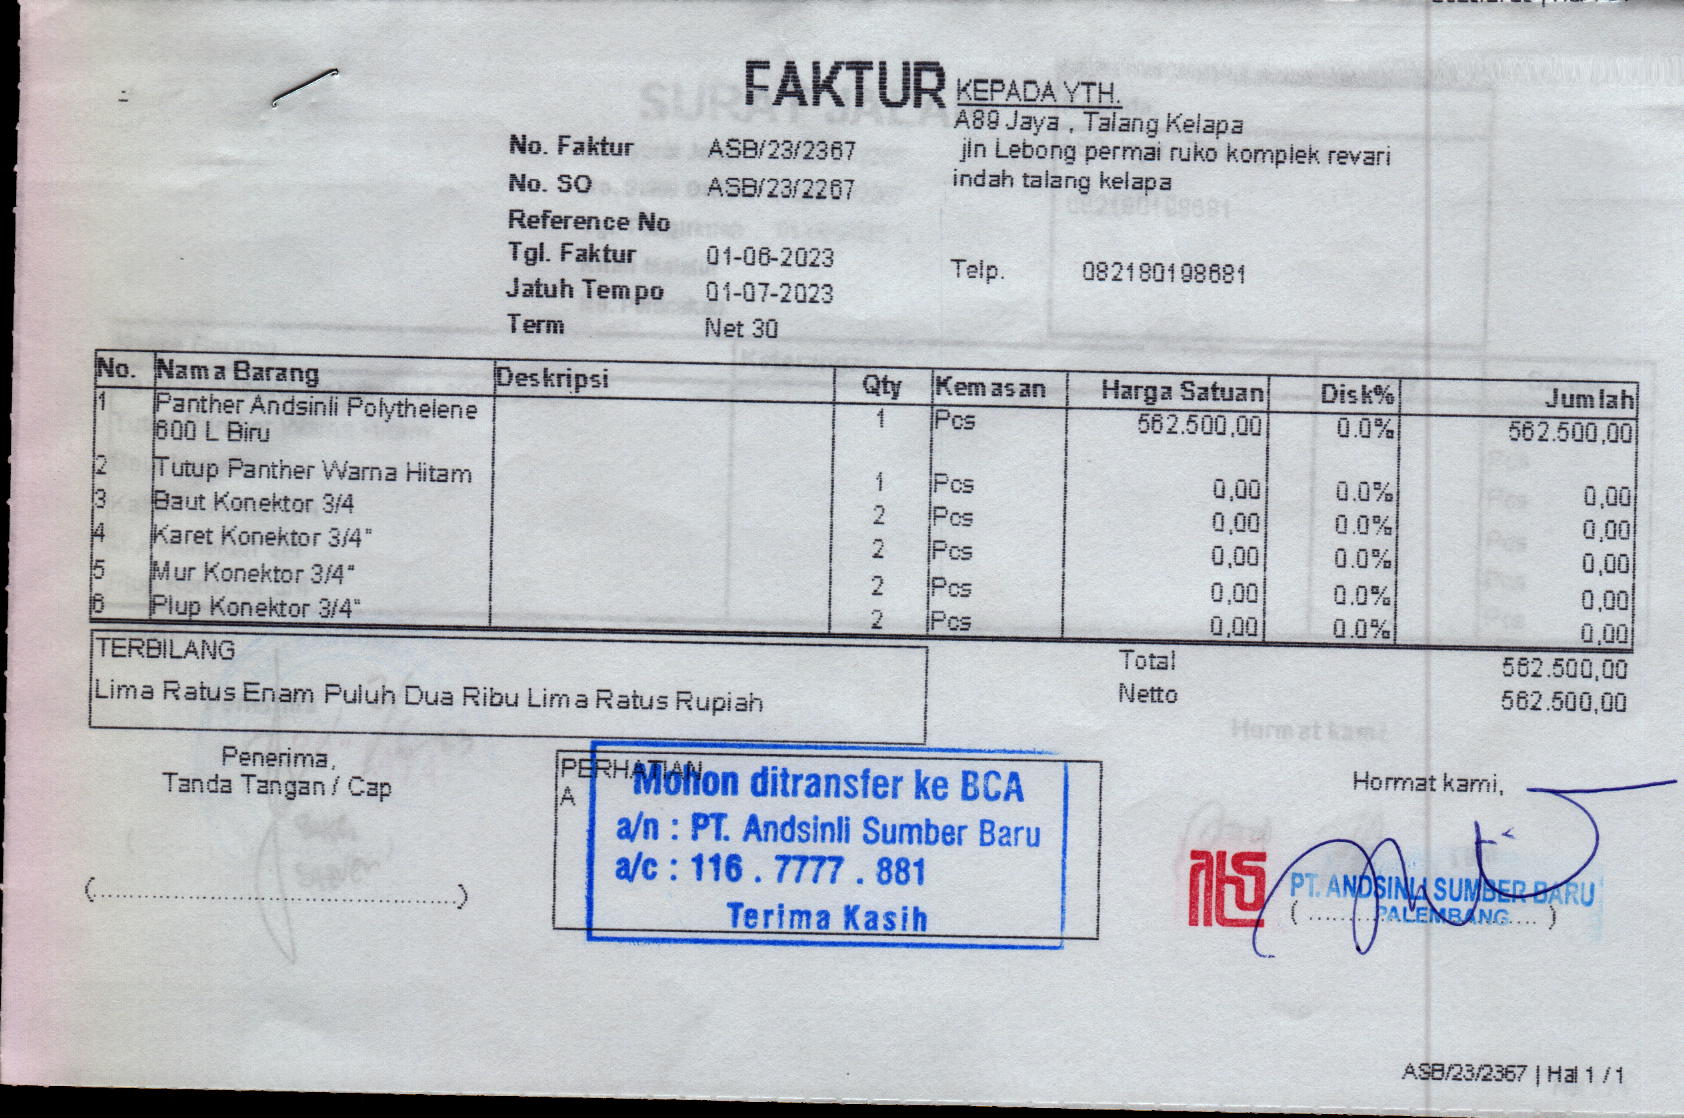 FAKTUR
KEPADA YTH.
A89 Jaya , Talang Kelapa
jln Lebong permai ruko komplek revari
indah talang kelapa
Telp. 082180198681
No. Faktur ASB/23/2367
No. SO ASB/23/2267
Reference No
Tgl. Faktur 01-06-2023
Jatuh Tempo 01-07-2023
Term Net 30
No. Nama Barang Deskripsi Qty Kemasan Harga Satuan Disk% Jumlah
1 Panther Andsinli Polythelene 1 Pcs 562.500,00 0.0% 562.500,00
600 L Biru
2 Tutup Panther Warna Hitam 1 Pcs 0,00 0.0% 0,00
3 Baut Konektor 3/4 2 Pcs 0,00 0.0% 0,00
4 Karet Konektor 3/4" 2 Pcs 0,00 0.0% 0,00
5 Mur Konektor 3/4" 2 Pcs 0,00 0.0% 0,00
6 Plup Konektor 3/4" 2 Pcs 0,00 0.0% 0,00
TERBILANG
Lima Ratus Enam Puluh Dua Ribu Lima Ratus Rupiah
Total 562.500,00
Netto 562.500,00
Penerima,
Tanda Tangan / Cap
(............................................)
PERHATIAN
A
Mohon ditransfer ke BCA
a/n : PT. Andsinli Sumber Baru
a/c : 116 . 7777 . 881
Terima Kasih
Hormat kami,
PT. ANDSINLI SUMBER BARU
PALEMBANG
ASB/23/2367 | Hal 1 / 1